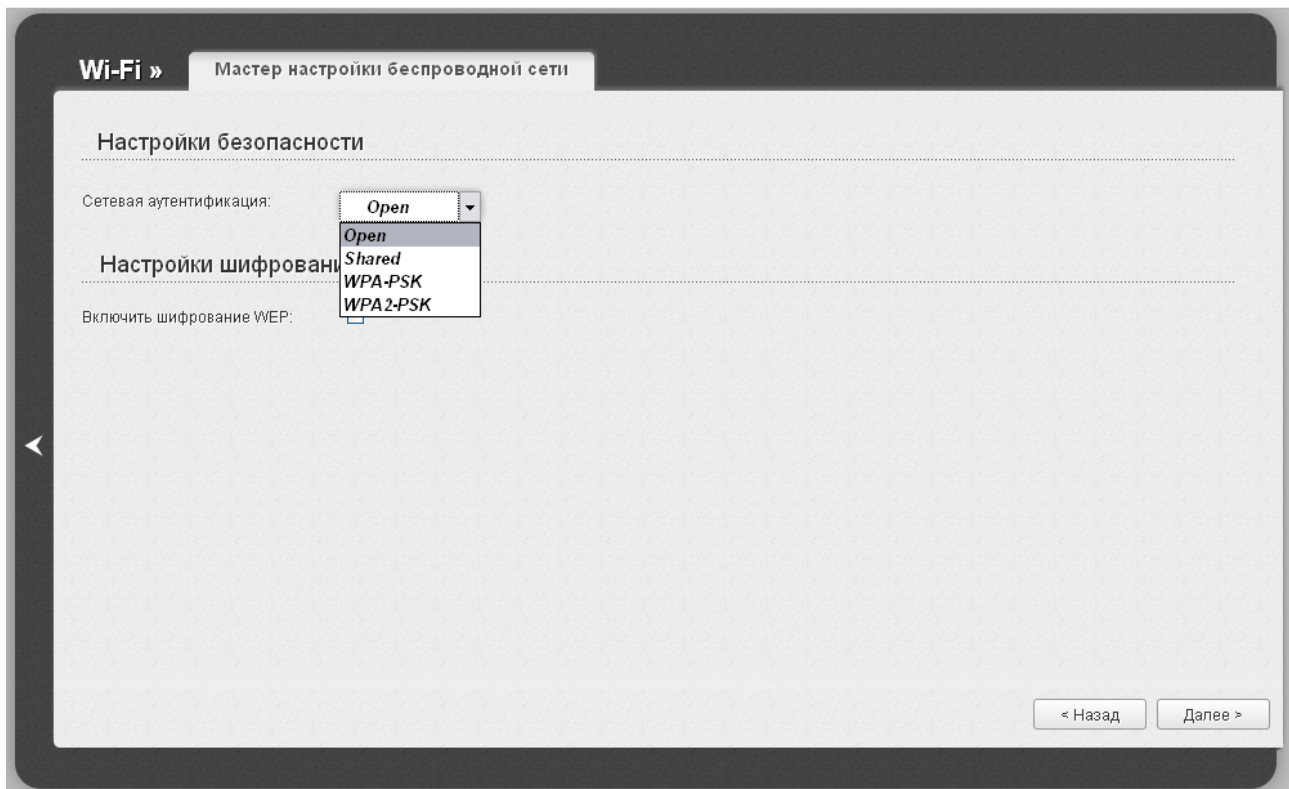 Wi-Fi »
Мастер настройки беспроводной сети
Настройки безопасности
Сетевая аутентификация:
Open
Open
Shared
WPA-PSK
WPA2-PSK
Настройки шифровани
Включить шифрование WEP:
< Назад
Далее >